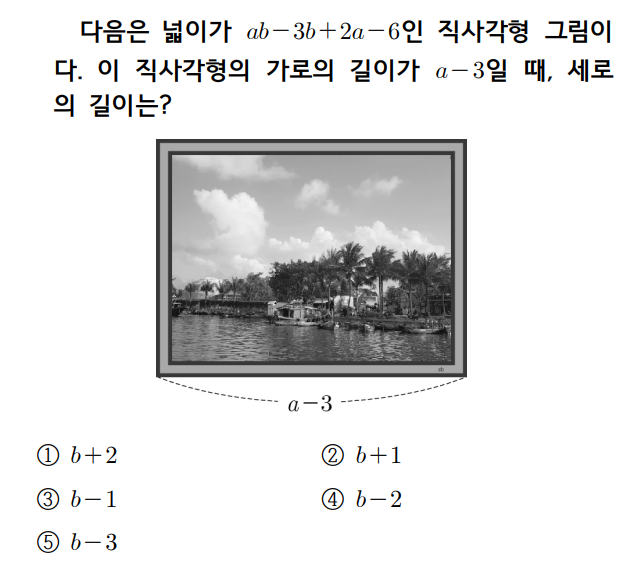 다음은 넓이가 ab-3b+2a-6인 직사각형 그림이
다. 이 직사각형의 가로의 길이가 a-3일 때, 세로
의 길이는?
a-3
① b+2
② b+1
③ b-1
④ b-2
⑤ b-3